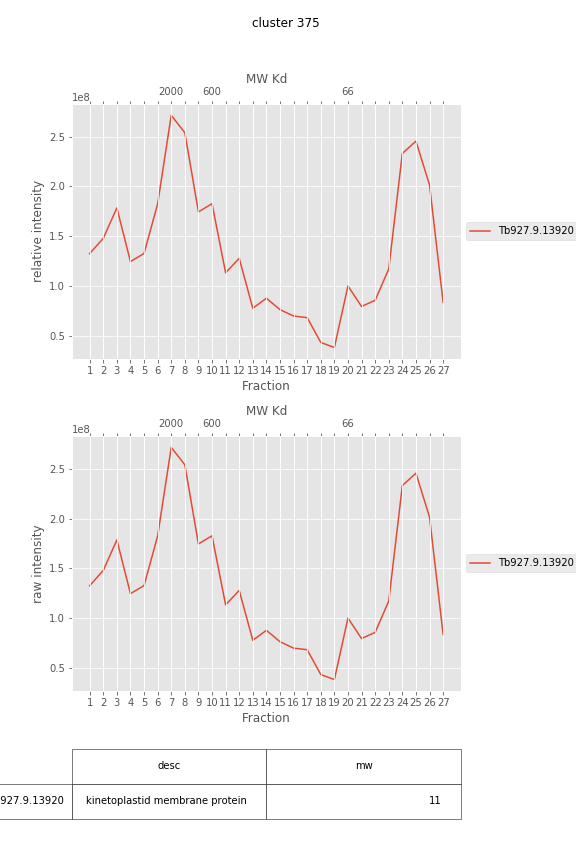 cluster 375
MW Kd
2000 600 66
1e8
2.5
2.0
1.5
1.0
0.5
relative intensity
Tb927.9.13920
1 2 3 4 5 6 7 8 9 10 11 12 13 14 15 16 17 18 19 20 21 22 23 24 25 26 27
Fraction
MW Kd
2000 600 66
1e8
2.5
2.0
1.5
1.0
0.5
raw intensity
Tb927.9.13920
1 2 3 4 5 6 7 8 9 10 11 12 13 14 15 16 17 18 19 20 21 22 23 24 25 26 27
Fraction
desc mw
927.9.13920 kinetoplastid membrane protein 11